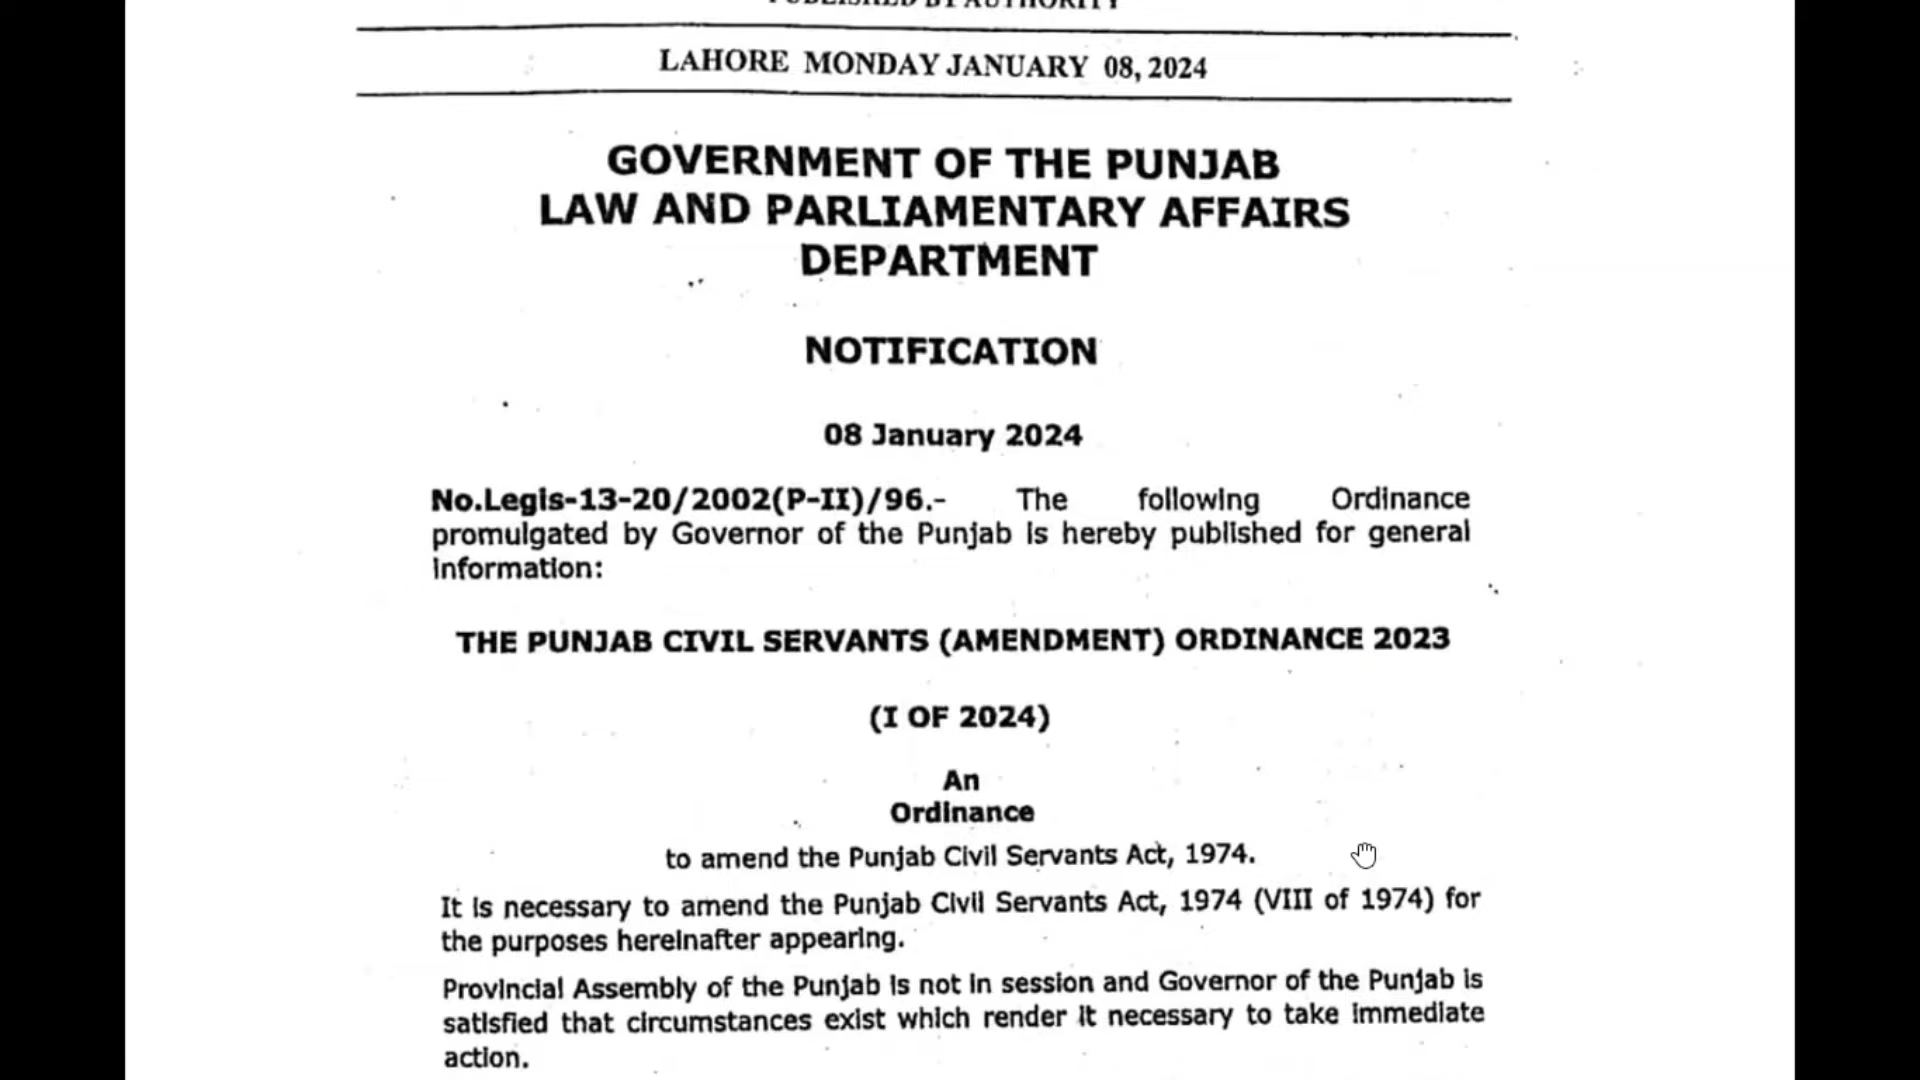 PUBLISHED BY AUTHORITY
LAHORE MONDAY JANUARY 08, 2024
GOVERNMENT OF THE PUNJAB
LAW AND PARLIAMENTARY AFFAIRS
DEPARTMENT
NOTIFICATION
08 January 2024
No.Legis-13-20/2002(P-II)/96.- The following Ordinance
promulgated by Governor of the Punjab is hereby published for general
information:
THE PUNJAB CIVIL SERVANTS (AMENDMENT) ORDINANCE 2023
(I OF 2024)
An
Ordinance
to amend the Punjab Civil Servants Act, 1974.
It is necessary to amend the Punjab Civil Servants Act, 1974 (VIII of 1974) for
the purposes hereinafter appearing.
Provincial Assembly of the Punjab is not in session and Governor of the Punjab is
satisfied that circumstances exist which render it necessary to take immediate
action.